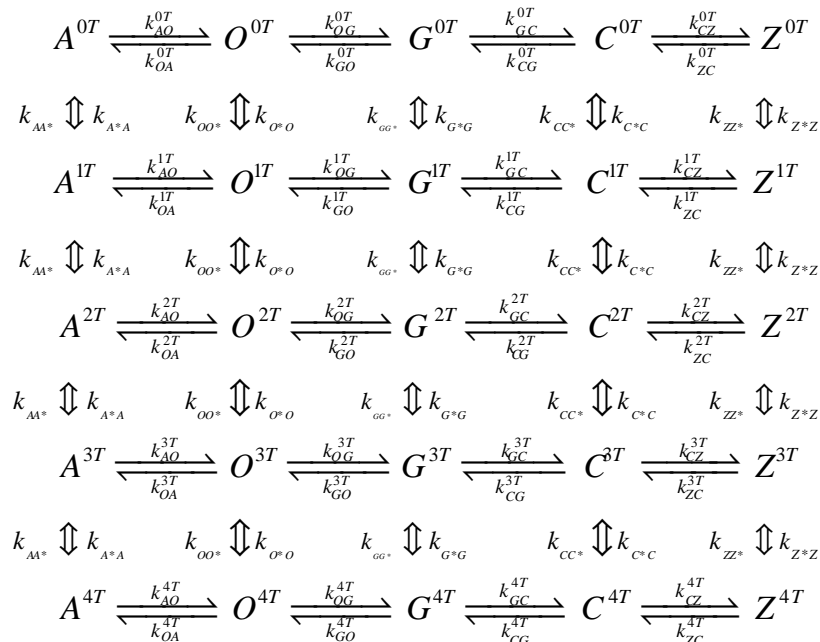 k_{AO}^{0T} k_{OG}^{0T} k_{GC}^{0T} k_{CZ}^{0T}
A^{0T} O^{0T} G^{0T} C^{0T} Z^{0T}
k_{OA}^{0T} k_{GO}^{0T} k_{CG}^{0T} k_{ZC}^{0T}
k_{AA*} k_{A*A} k_{OO*} k_{O*O} k_{GG*} k_{G*G} k_{CC*} k_{C*C} k_{ZZ*} k_{Z*Z}
k_{AO}^{1T} k_{OG}^{1T} k_{GC}^{1T} k_{CZ}^{1T}
A^{1T} O^{1T} G^{1T} C^{1T} Z^{1T}
k_{OA}^{1T} k_{GO}^{1T} k_{CG}^{1T} k_{ZC}^{1T}
k_{AA*} k_{A*A} k_{OO*} k_{O*O} k_{GG*} k_{G*G} k_{CC*} k_{C*C} k_{ZZ*} k_{Z*Z}
k_{AO}^{2T} k_{OG}^{2T} k_{GC}^{2T} k_{CZ}^{2T}
A^{2T} O^{2T} G^{2T} C^{2T} Z^{2T}
k_{OA}^{2T} k_{GO}^{2T} k_{CG}^{2T} k_{ZC}^{2T}
k_{AA*} k_{A*A} k_{OO*} k_{O*O} k_{GG*} k_{G*G} k_{CC*} k_{C*C} k_{ZZ*} k_{Z*Z}
k_{AO}^{3T} k_{OG}^{3T} k_{GC}^{3T} k_{CZ}^{3T}
A^{3T} O^{3T} G^{3T} C^{3T} Z^{3T}
k_{OA}^{3T} k_{GO}^{3T} k_{CG}^{3T} k_{ZC}^{3T}
k_{AA*} k_{A*A} k_{OO*} k_{O*O} k_{GG*} k_{G*G} k_{CC*} k_{C*C} k_{ZZ*} k_{Z*Z}
k_{AO}^{4T} k_{OG}^{4T} k_{GC}^{4T} k_{CZ}^{4T}
A^{4T} O^{4T} G^{4T} C^{4T} Z^{4T}
k_{OA}^{4T} k_{GO}^{4T} k_{CG}^{4T} k_{ZC}^{4T}